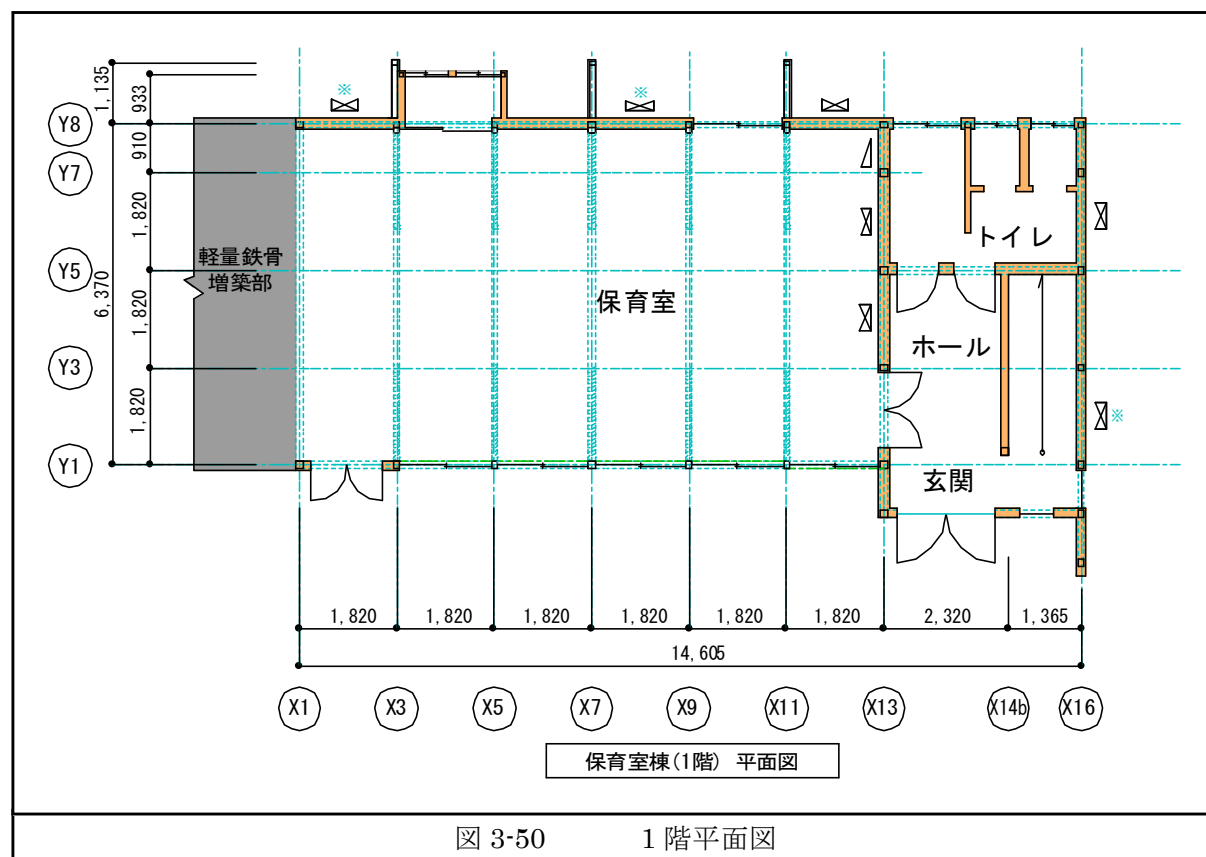 1,135
933
910
1,820
1,820
1,820
6,370
Y8
Y7
Y5
Y3
Y1
※
※
※
軽量鉄骨
増築部
保育室
トイレ
ホール
玄関
1,820
1,820
1,820
1,820
1,820
1,820
2,320
1,365
14,605
X1
X3
X5
X7
X9
X11
X13
X14b
X16
保育室棟(1階) 平面図
図 3-50 1 階平面図